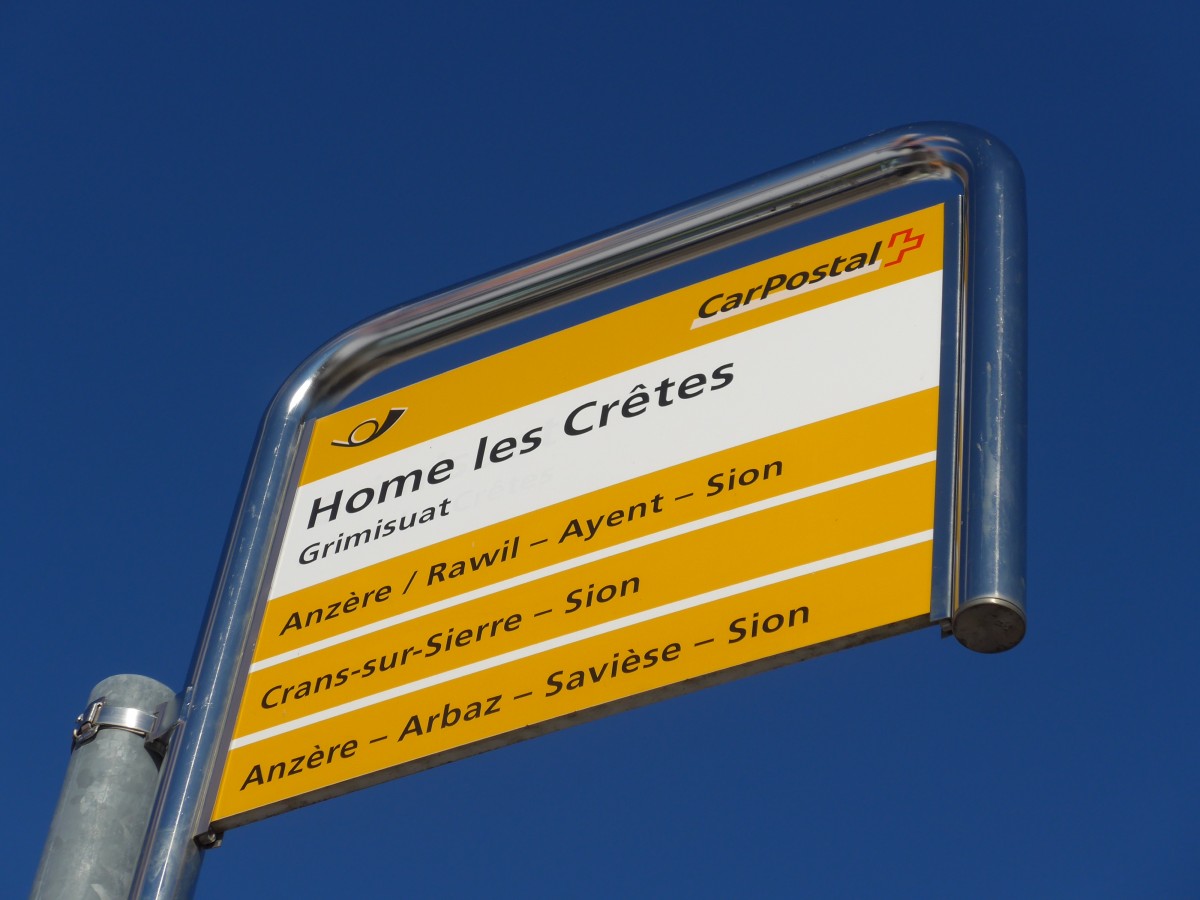 CarPostal
Home les Crêtes
Grimisuat
Anzère / Rawil – Ayent – Sion
Crans-sur-Sierre – Sion
Anzère – Arbaz – Savièse – Sion